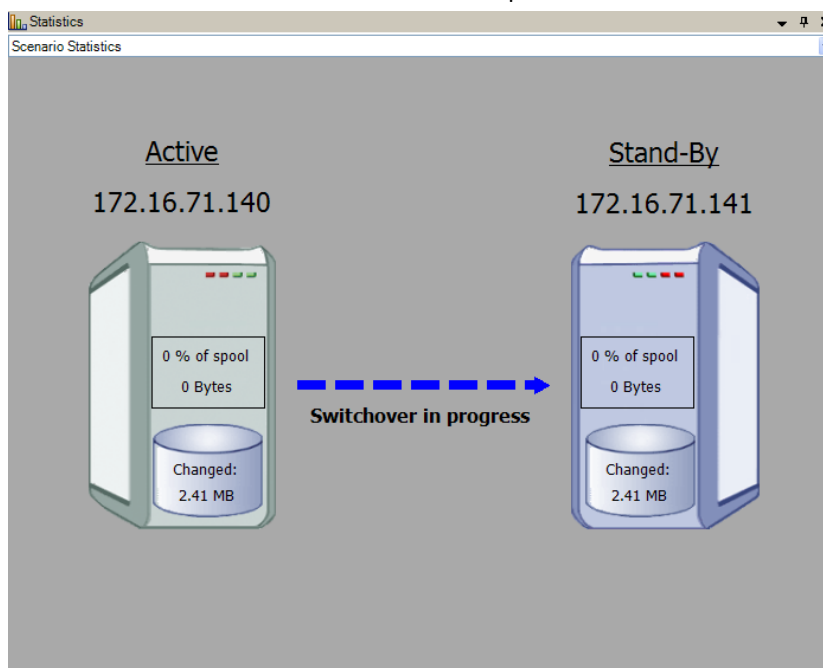 Statistics
Scenario Statistics
Active
172.16.71.140
0 % of spool
0 Bytes
Changed:
2.41 MB
Switchover in progress
Stand-By
172.16.71.141
0 % of spool
0 Bytes
Changed:
2.41 MB